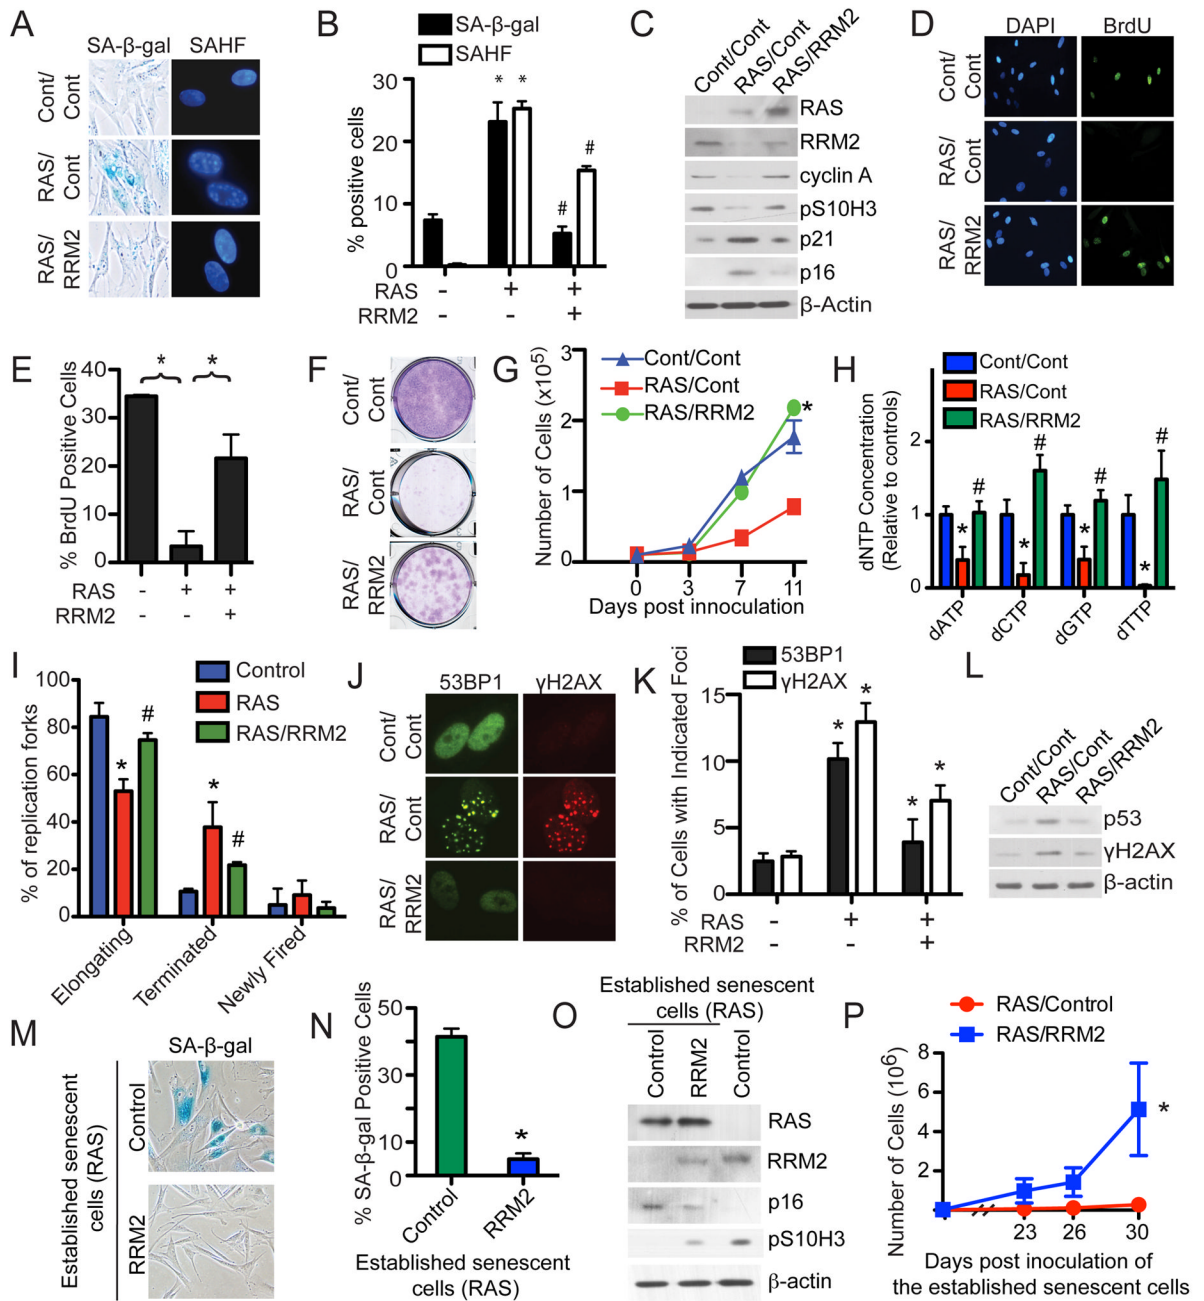 A
SA-β-gal SAHF
Cont/
Cont
RAS/
Cont
RAS/
RRM2
B
SA-β-gal
SAHF
% positive cells
30
20
10
0
* *
#
#
RAS - + +
RRM2 - - +
C
Cont/Cont
RAS/Cont
RAS/RRM2
RAS
RRM2
cyclin A
pS10H3
p21
p16
β-Actin
D
DAPI BrdU
Cont/
Cont
RAS/
Cont
RAS/
RRM2
E
% BrdU Positive Cells
40
30
20
10
0
* *
RAS - + +
RRM2 - - +
F
Cont/
Cont
RAS/
Cont
RAS/
RRM2
G
Number of Cells (x10⁵)
3
2
1
0
Cont/Cont
RAS/Cont
RAS/RRM2
*
0 3 7 11
Days post innoculation
H
dNTP Concentration
(Relative to controls)
Cont/Cont
RAS/Cont
RAS/RRM2
2
1
0
* # * # * # * #
dATP dCTP dGTP dTTP
I
% of replication forks
100
80
60
40
20
0
Control
RAS
RAS/RRM2
* # * #
Elongating
Terminated
Newly Fired
J
53BP1 γH2AX
Cont/
Cont
RAS/
Cont
RAS/
RRM2
K
53BP1
γH2AX
% of Cells with Indicated Foci
15
10
5
0
* * * *
RAS - + +
RRM2 - - +
L
Cont/Cont
RAS/Cont
RAS/RRM2
p53
γH2AX
β-actin
M
SA-β-gal
Established senescent
cells (RAS)
Control
RRM2
N
% SA-β-gal Positive Cells
50
40
30
20
10
0
*
Control
RRM2
Established senescent
cells (RAS)
O
Established senescent
cells (RAS)
Control
RRM2
Control
RAS
RRM2
p16
pS10H3
β-actin
P
RAS/Control
RAS/RRM2
Number of Cells (10⁶)
8
6
4
2
*
23 26 30
Days post inoculation of
the established senescent cells